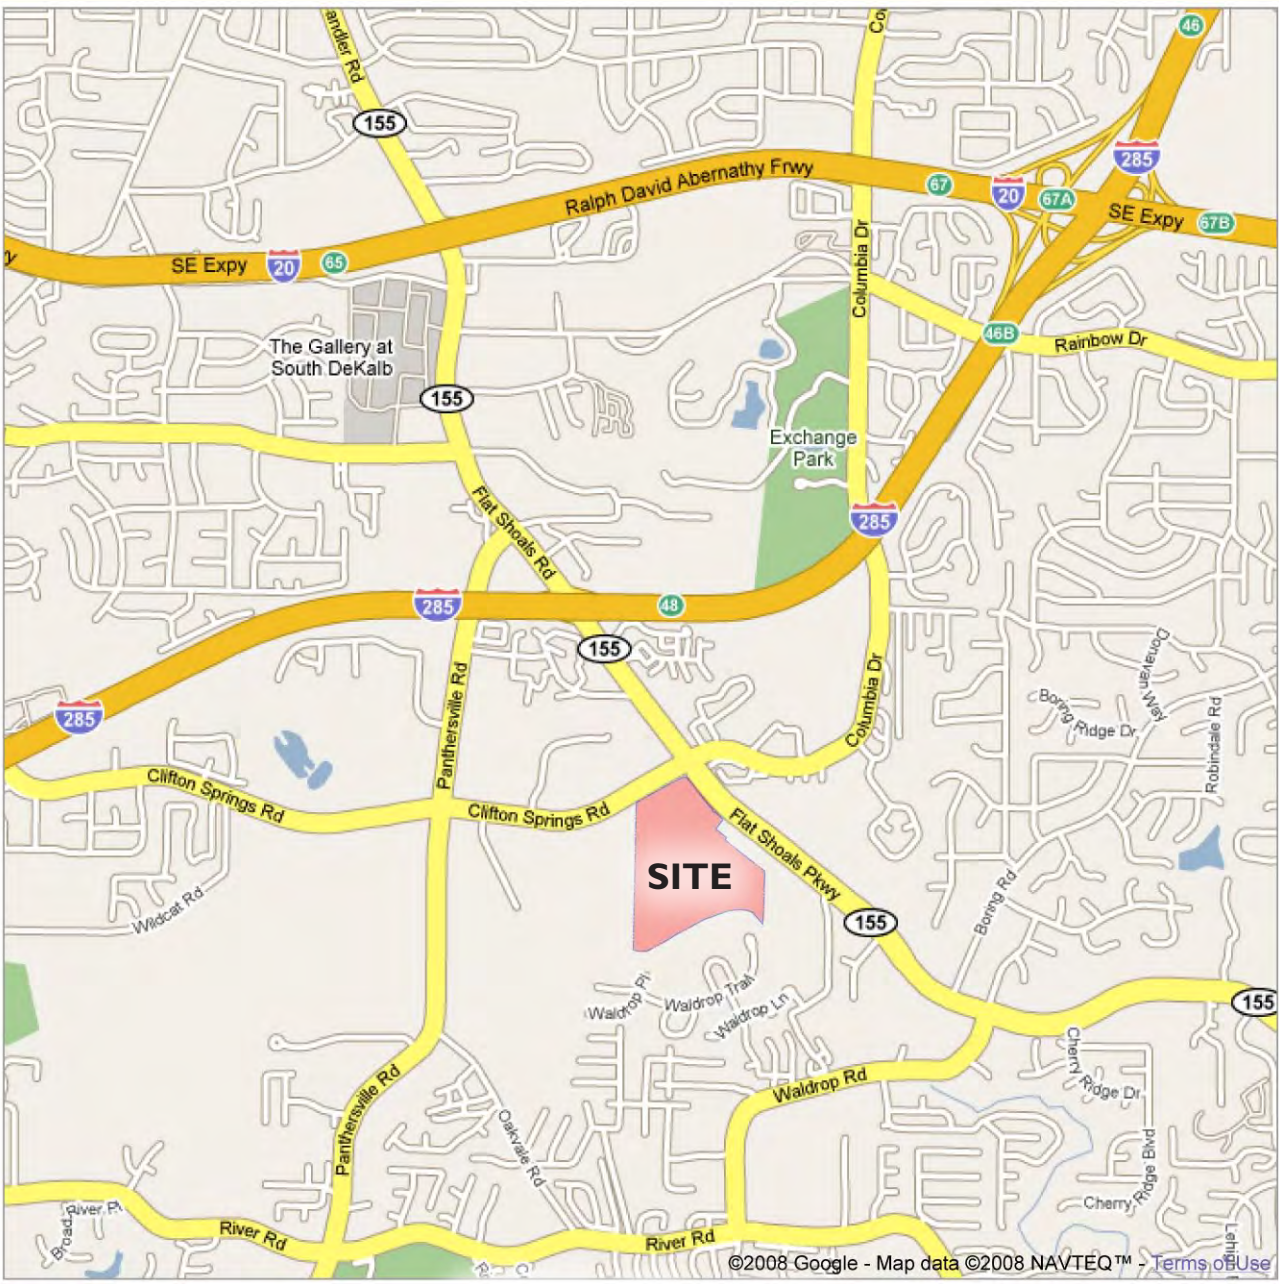 andler Rd
46
155
285
Ralph David Abernathy Frwy
67
20
67A
SE Expy
67B
SE Expy
20
65
Columbia Dr
The Gallery at
South DeKalb
46B
Rainbow Dr
155
Exchange
Park
Flat Shoals Rd
285
285
48
155
Donavan Way
Panthersville Rd
Columbia Dr
Boring Ridge Dr
Robindale Rd
285
Clifton Springs Rd
Clifton Springs Rd
Flat Shoals Pkwy
SITE
Boring Rd
Wildcat Rd
155
Waldrop Pl
Waldrop Trail
Waldrop Ln
155
Cherry Ridge Dr
Waldrop Rd
Panthersville Rd
Oakvale Rd
Cherry Ridge Blvd
Broad River Pl
River Rd
River Rd
©2008 Google - Map data ©2008 NAVTEQ™ - Terms of Use